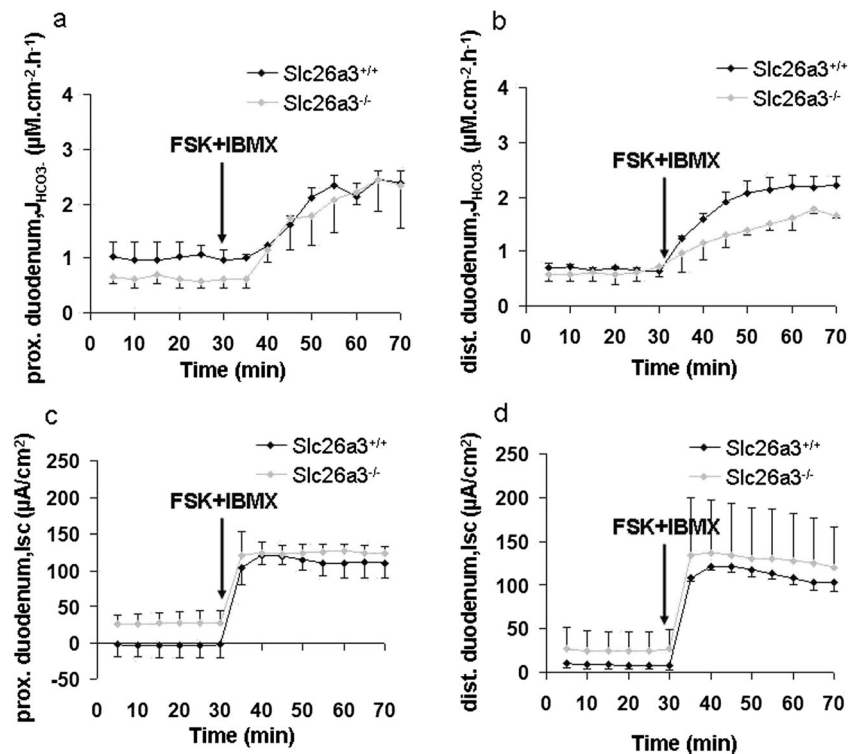 a
Slc26a3+/+
Slc26a3-/-
FSK+IBMX
prox. duodenum,JHCO3- (µM.cm-2.h-1)
4
3
2
1
0
0 10 20 30 40 50 60 70
Time (min)
b
Slc26a3+/+
Slc26a3-/-
FSK+IBMX
dist. duodenum,JHCO3- (µM.cm-2.h-1)
4
3
2
1
0
0 10 20 30 40 50 60 70
Time (min)
c
Slc26a3+/+
Slc26a3-/-
FSK+IBMX
prox. duodenum,Isc (µA/cm2)
250
200
150
100
50
0
-50
0 10 20 30 40 50 60 70
Time (min)
d
Slc26a3+/+
Slc26a3-/-
FSK+IBMX
dist. duodenum,Isc (µA/cm2)
250
200
150
100
50
0
0 10 20 30 40 50 60 70
Time (min)